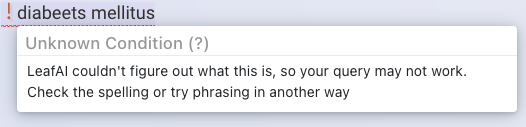 ! diabeets mellitus
Unknown Condition (?)
LeafAI couldn't figure out what this is, so your query may not work.
Check the spelling or try phrasing in another way